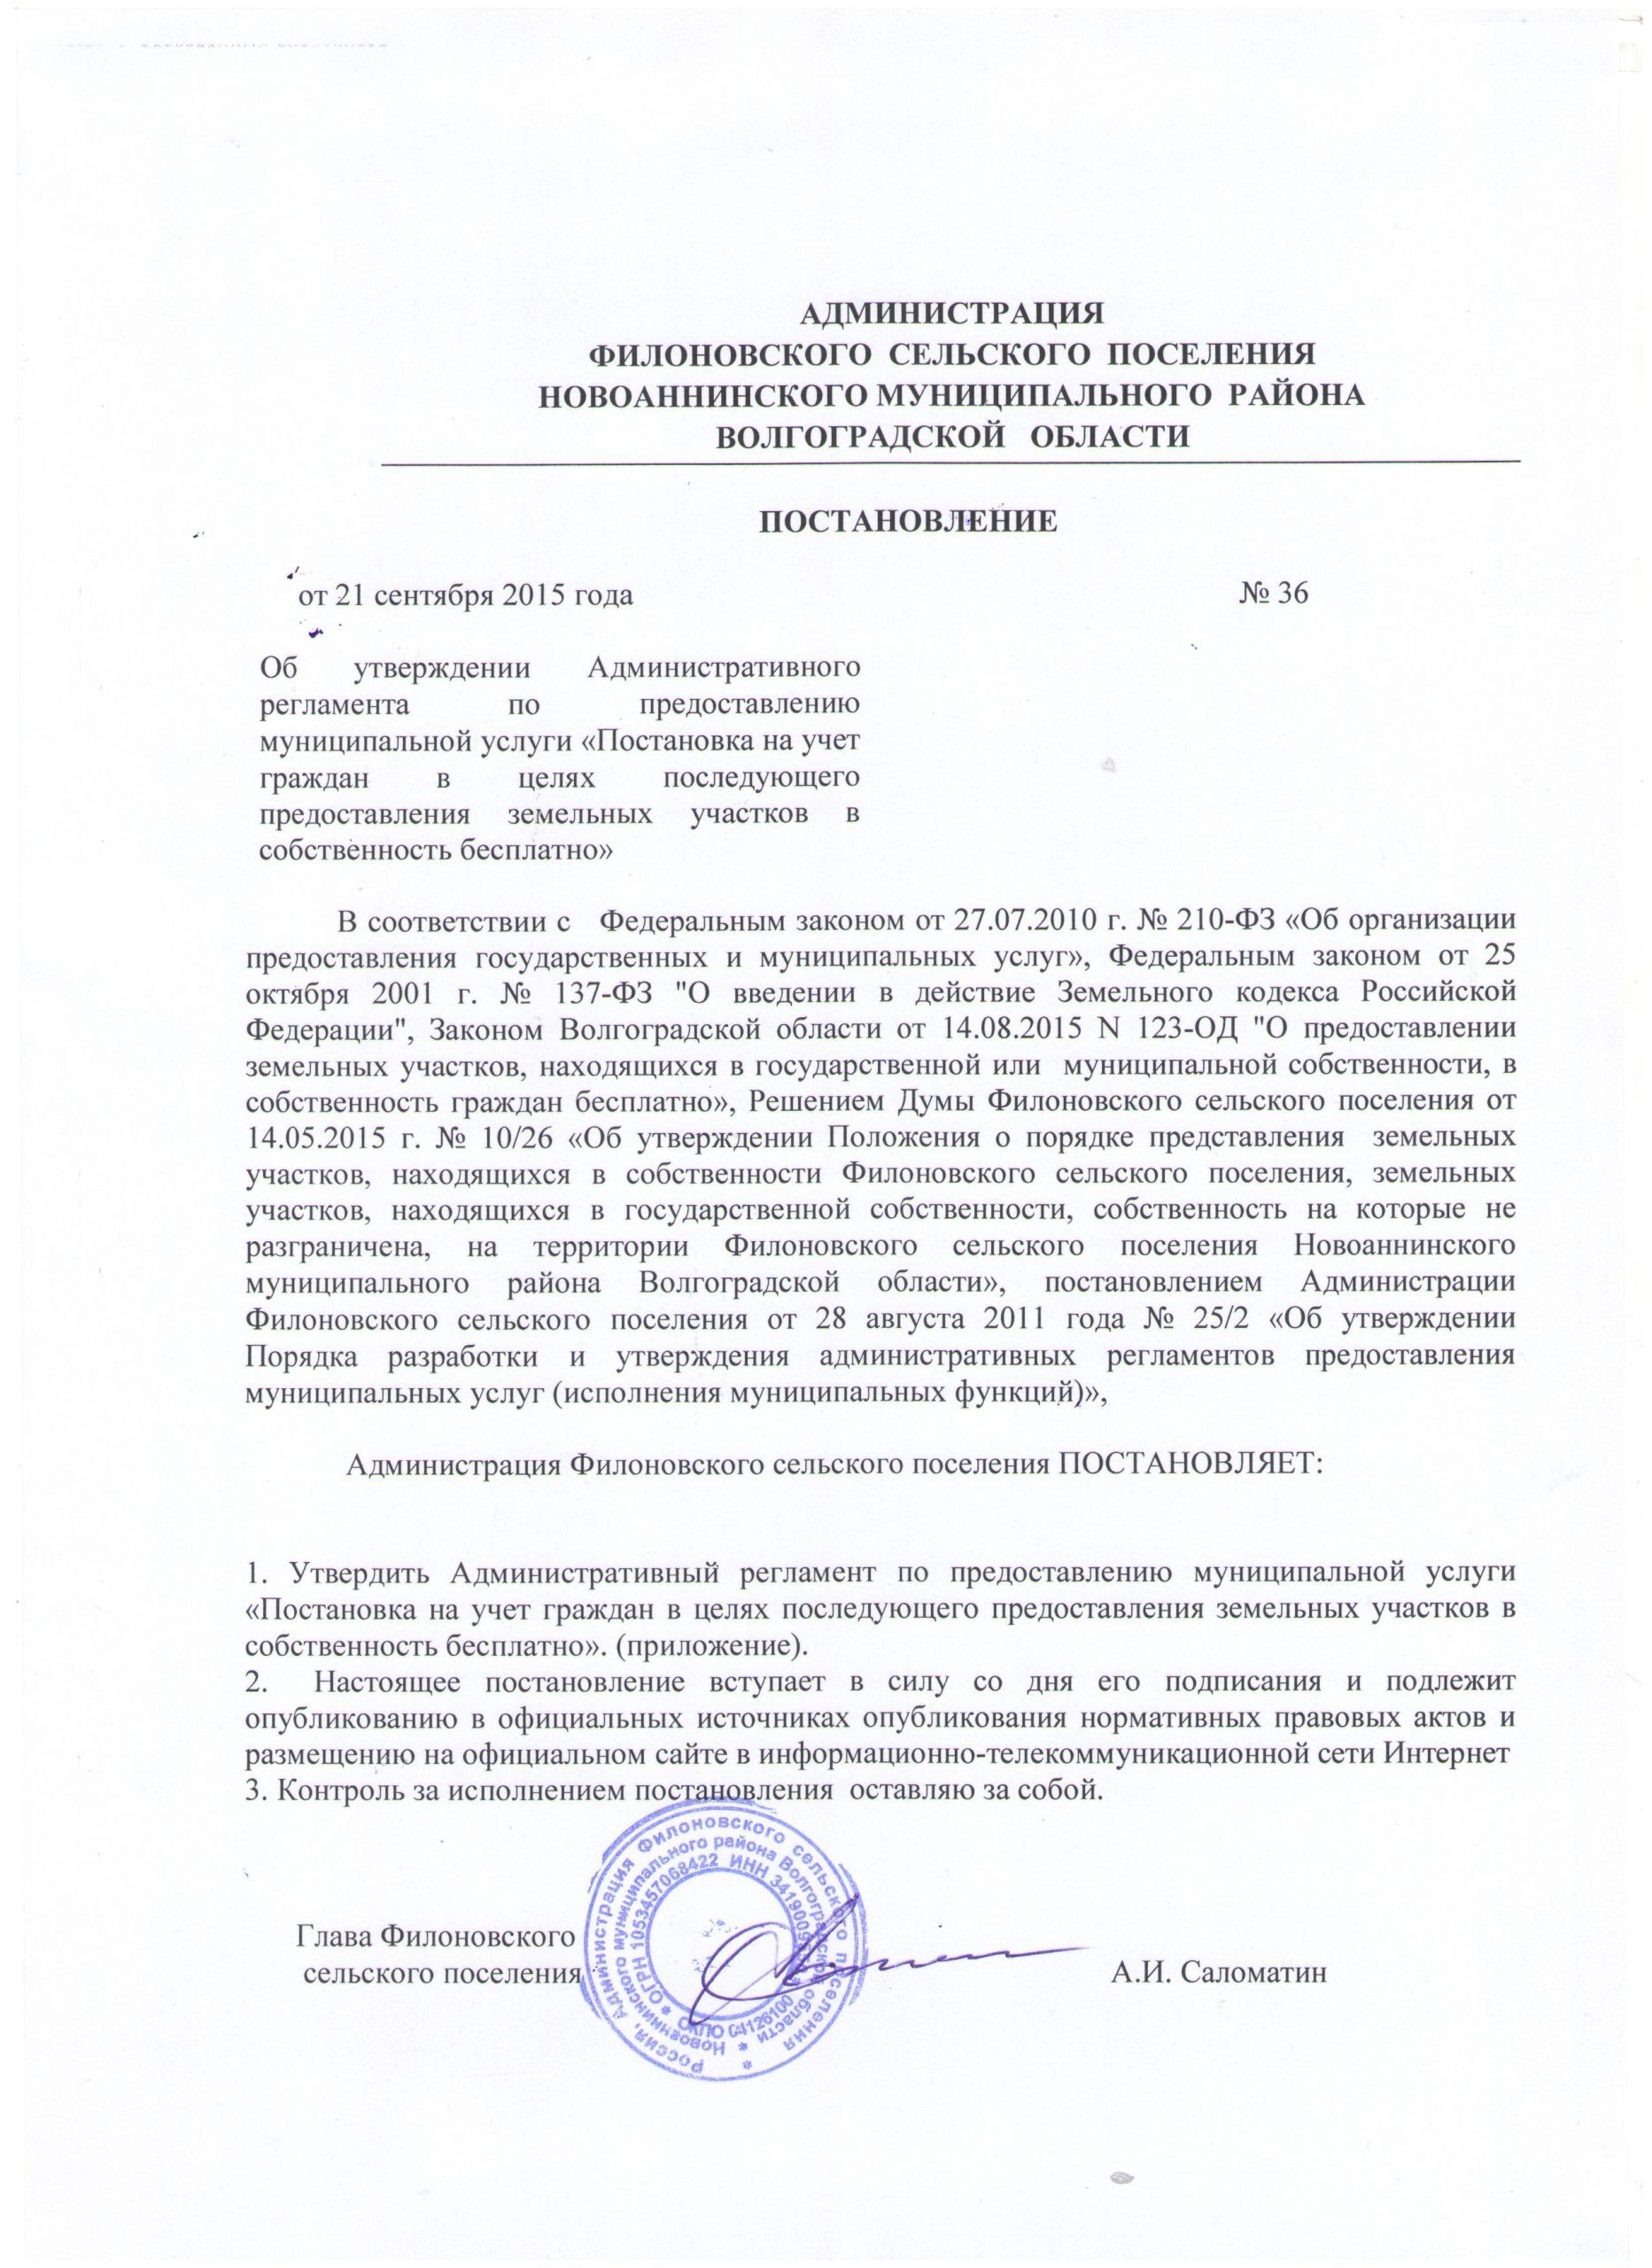 АДМИНИСТРАЦИЯ
ФИЛОНОВСКОГО СЕЛЬСКОГО ПОСЕЛЕНИЯ
НОВОАННИНСКОГО МУНИЦИПАЛЬНОГО РАЙОНА
ВОЛГОГРАДСКОЙ ОБЛАСТИ
ПОСТАНОВЛЕНИЕ
от 21 сентября 2015 года № 36
Об утверждении Административного
регламента по предоставлению
муниципальной услуги «Постановка на учет
граждан в целях последующего
предоставления земельных участков в
собственность бесплатно»
В соответствии с Федеральным законом от 27.07.2010 г. № 210-ФЗ «Об организации
предоставления государственных и муниципальных услуг», Федеральным законом от 25
октября 2001 г. № 137-ФЗ "О введении в действие Земельного кодекса Российской
Федерации", Законом Волгоградской области от 14.08.2015 N 123-ОД "О предоставлении
земельных участков, находящихся в государственной или муниципальной собственности, в
собственность граждан бесплатно», Решением Думы Филоновского сельского поселения от
14.05.2015 г. № 10/26 «Об утверждении Положения о порядке представления земельных
участков, находящихся в собственности Филоновского сельского поселения, земельных
участков, находящихся в государственной собственности, собственность на которые не
разграничена, на территории Филоновского сельского поселения Новоаннинского
муниципального района Волгоградской области», постановлением Администрации
Филоновского сельского поселения от 28 августа 2011 года № 25/2 «Об утверждении
Порядка разработки и утверждения административных регламентов предоставления
муниципальных услуг (исполнения муниципальных функций)»,
Администрация Филоновского сельского поселения ПОСТАНОВЛЯЕТ:
1. Утвердить Административный регламент по предоставлению муниципальной услуги
«Постановка на учет граждан в целях последующего предоставления земельных участков в
собственность бесплатно». (приложение).
2. Настоящее постановление вступает в силу со дня его подписания и подлежит
опубликованию в официальных источниках опубликования нормативных правовых актов и
размещению на официальном сайте в информационно-телекоммуникационной сети Интернет
3. Контроль за исполнением постановления оставляю за собой.
Глава Филоновского
сельского поселения А.И. Саломатин
Россия, Администрация Филоновского сельского поселения *
Новоаннинского муниципального района Волгоградской области *
* ОГРН 1053457068422 ИНН
ОКПО 04126100